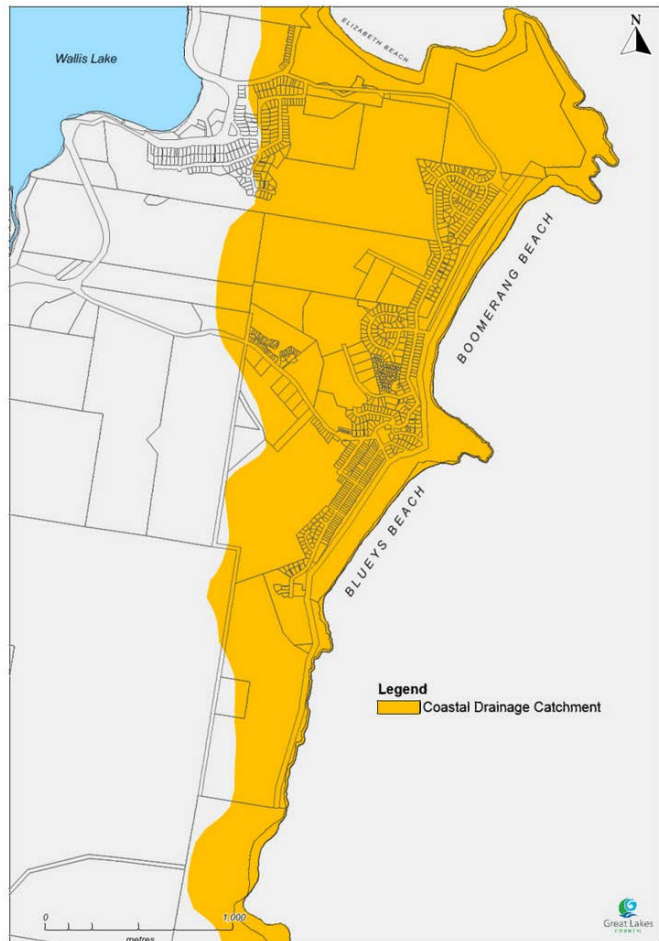 N
ELIZABETH BEACH
Wallis Lake
BOOMERANG BEACH
BLUEYS BEACH
Legend
Coastal Drainage Catchment
0
1,000
metres
Great Lakes